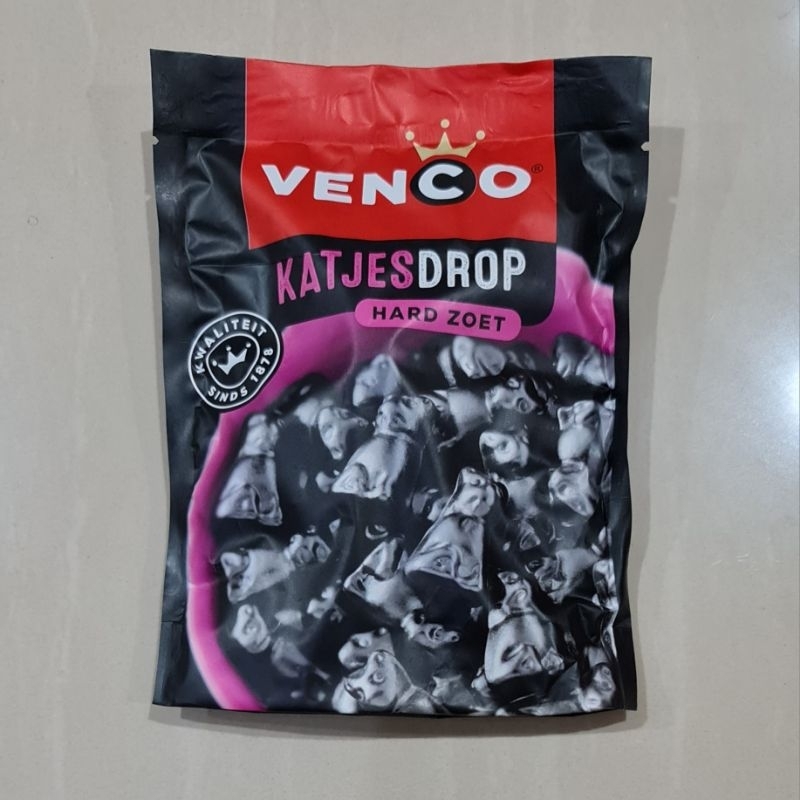 VENCO®
KATJESDROP
HARD ZOET
KWALITEIT
SINDS 1878